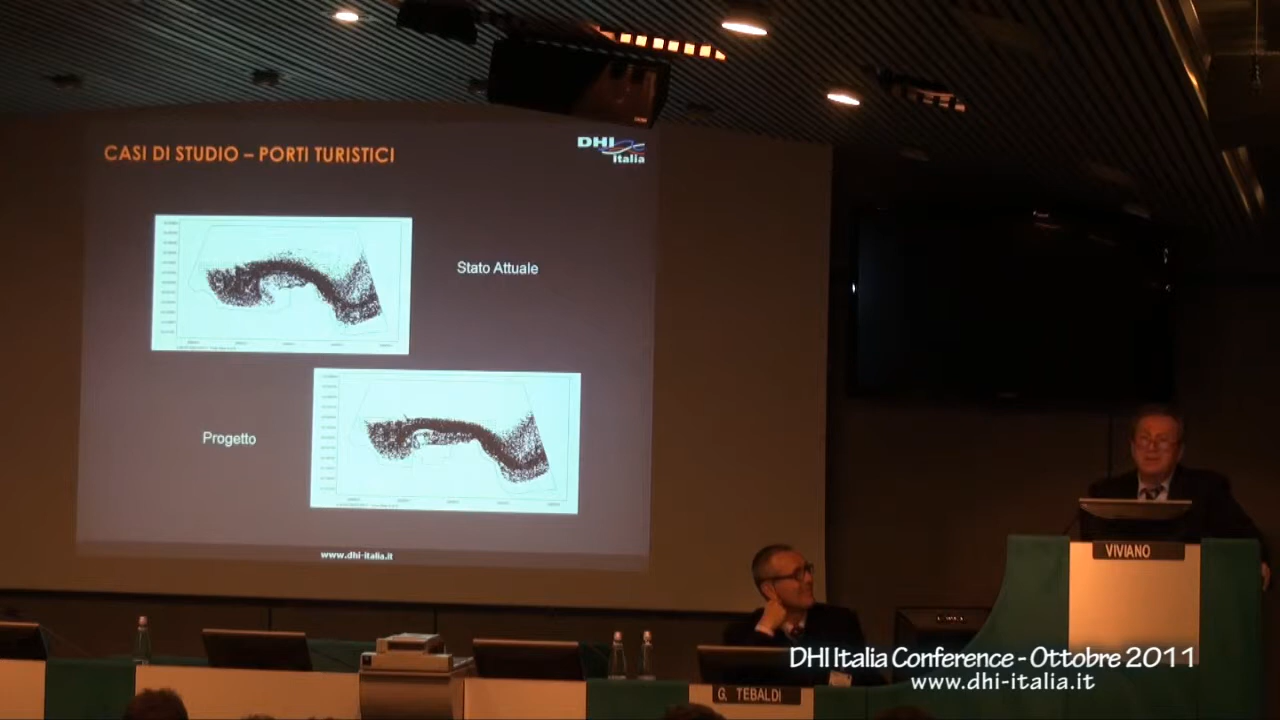 CASI DI STUDIO – PORTI TURISTICI
DHI
Italia
Stato Attuale
Progetto
www.dhi-italia.it
VIVIANO
G. TEBALDI
DHI Italia Conference - Ottobre 2011
www.dhi-italia.it